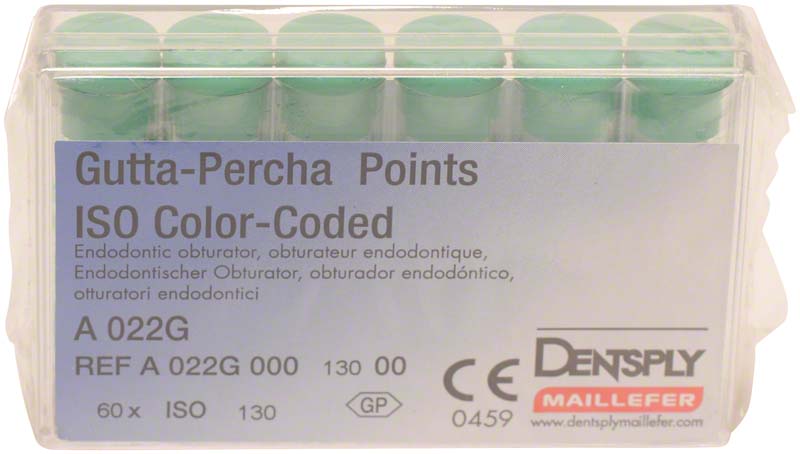 Gutta-Percha Points
ISO Color-Coded
Endodontic obturator, obturateur endodontique,
Endodontischer Obturator, obturador endodóntico,
otturatori endodontici
A 022G
REF A 022G 000 130 00
60 x ISO 130
GP
CE
0459
DENTSPLY
MAILLEFER
www.dentsplymaillefer.com